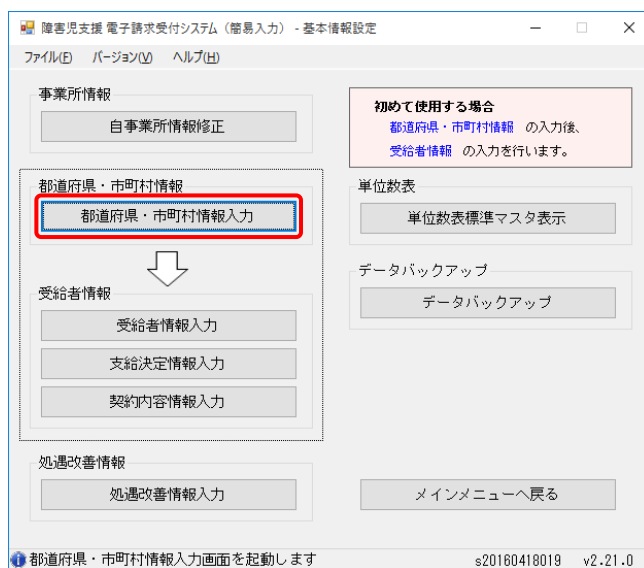 障害児支援 電子請求受付システム（簡易入力） - 基本情報設定
ファイル(F) バージョン(V) ヘルプ(H)
事業所情報
自事業所情報修正
初めて使用する場合
都道府県・市町村情報 の入力後、
受給者情報 の入力を行います。
都道府県・市町村情報
都道府県・市町村情報入力
単位数表
単位数表標準マスタ表示
受給者情報
受給者情報入力
支給決定情報入力
契約内容情報入力
データバックアップ
データバックアップ
処遇改善情報
処遇改善情報入力
メインメニューへ戻る
都道府県・市町村情報入力画面を起動します s20160418019 v2.21.0